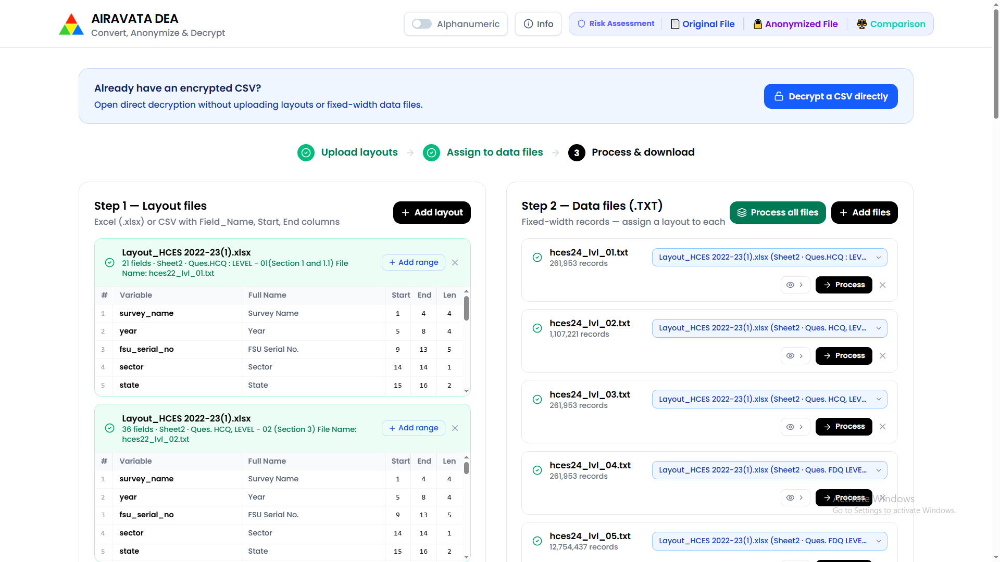 AIRAVATA DEA
Convert, Anonymize & Decrypt
Alphanumeric
Info
Risk Assessment
Original File
Anonymized File
Comparison
Already have an encrypted CSV?
Open direct decryption without uploading layouts or fixed-width data files.
Decrypt a CSV directly
Upload layouts
Assign to data files
3 Process & download
Step 1 — Layout files
Excel (.xlsx) or CSV with Field_Name, Start, End columns
+ Add layout
Layout_HCES 2022-23(1).xlsx
21 fields · Sheet2 · Ques.HCQ : LEVEL - 01(Section 1 and 1.1) File
Name: hces22_lvl_01.txt
+ Add range
# Variable Full Name Start End Len
1 survey_name Survey Name 1 4 4
2 year Year 5 8 4
3 fsu_serial_no FSU Serial No. 9 13 5
4 sector Sector 14 14 1
5 state State 15 16 2
Layout_HCES 2022-23(1).xlsx
36 fields · Sheet2 · Ques. HCQ, LEVEL - 02 (Section 3) File Name:
hces22_lvl_02.txt
+ Add range
# Variable Full Name Start End Len
1 survey_name Survey Name 1 4 4
2 year Year 5 8 4
3 fsu_serial_no FSU Serial No. 9 13 5
4 sector Sector 14 14 1
5 state State 15 16 2
Step 2 — Data files (.TXT)
Fixed-width records — assign a layout to each
Process all files
+ Add files
hces24_lvl_01.txt
261,953 records
Layout_HCES 2022-23(1).xlsx (Sheet2 · Ques.HCQ : LEV...
Process
hces24_lvl_02.txt
1,107,221 records
Layout_HCES 2022-23(1).xlsx (Sheet2 · Ques. HCQ, LEV...
Process
hces24_lvl_03.txt
261,953 records
Layout_HCES 2022-23(1).xlsx (Sheet2 · Ques. HCQ, LEV...
Process
hces24_lvl_04.txt
261,953 records
Layout_HCES 2022-23(1).xlsx (Sheet2 · Ques. FDQ LEVE...
Process
Activate Windows
Go to Settings to activate Windows.
hces24_lvl_05.txt
12,754,437 records
Layout_HCES 2022-23(1).xlsx (Sheet2 · Ques. FDQ LEVE...